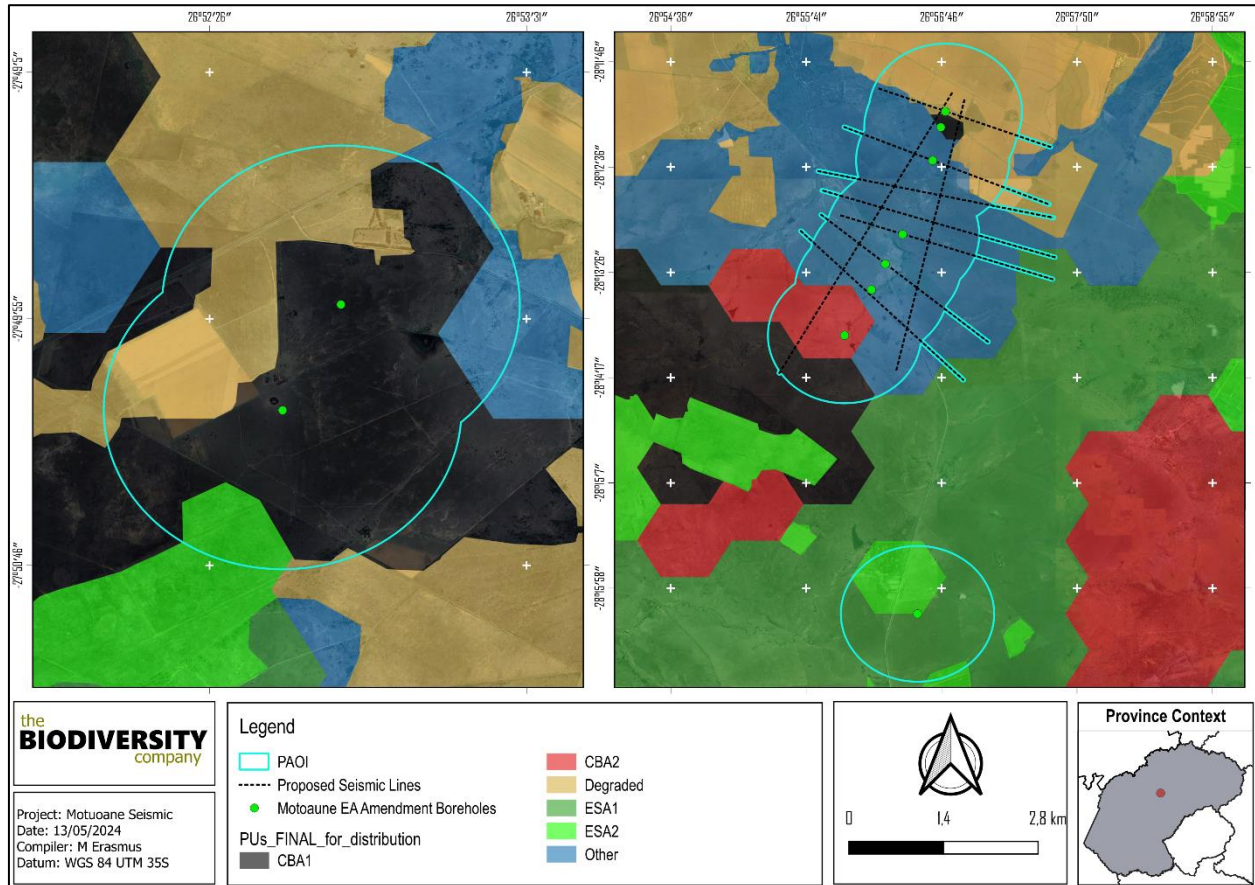 26°52'26" 26°53'31" 26°54'36" 26°55'41" 26°56'46" 26°57'50" 26°58'55"
-27°49'5"
-27°49'55"
-27°50'46"
-28°11'46"
-28°12'36"
-28°13'26"
-28°14'17"
-28°15'7"
-28°15'58"
the
BIODIVERSITY
company
Project: Motuoane Seismic
Date: 13/05/2024
Compiler: M Erasmus
Datum: WGS 84 UTM 35S
Legend
PAOI
Proposed Seismic Lines
Motoaune EA Amendment Boreholes
PUs_FINAL_for_distribution
CBA1
CBA2
Degraded
ESA1
ESA2
Other
0 1,4 2,8 km
Province Context